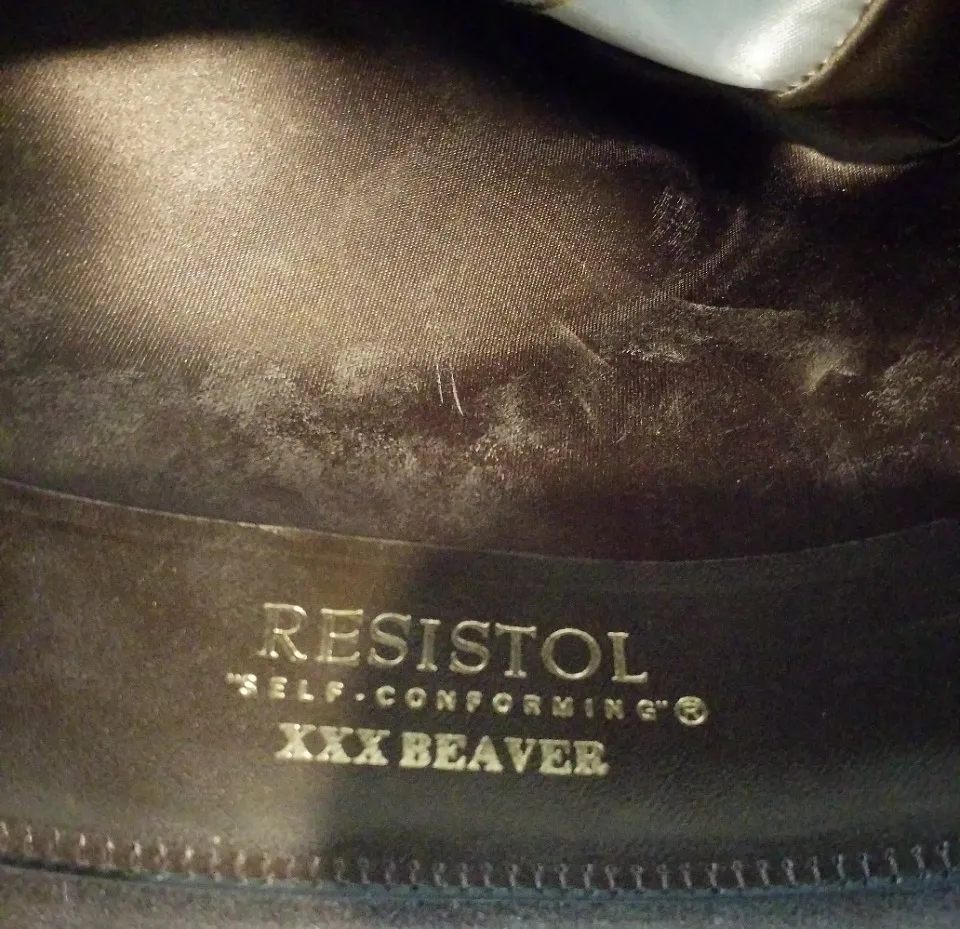 RESISTOL
"SELF-CONFORMING"®
XXX BEAVER